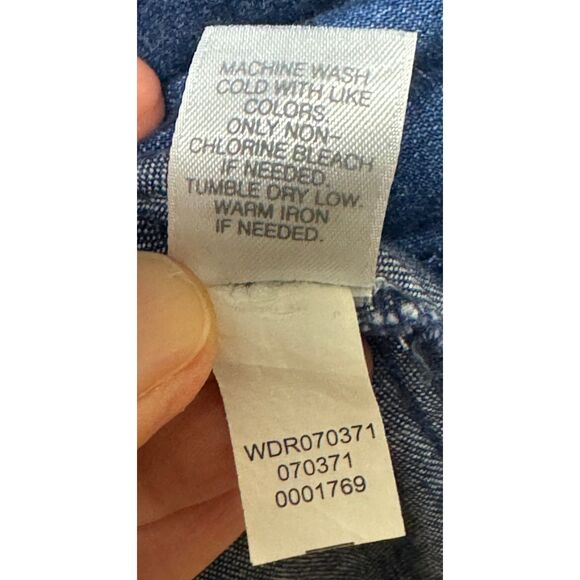 MACHINE WASH
COLD WITH LIKE
COLORS.
ONLY NON-
CHLORINE BLEACH
IF NEEDED.
TUMBLE DRY LOW.
WARM IRON
IF NEEDED.
WDR070371
070371
0001769